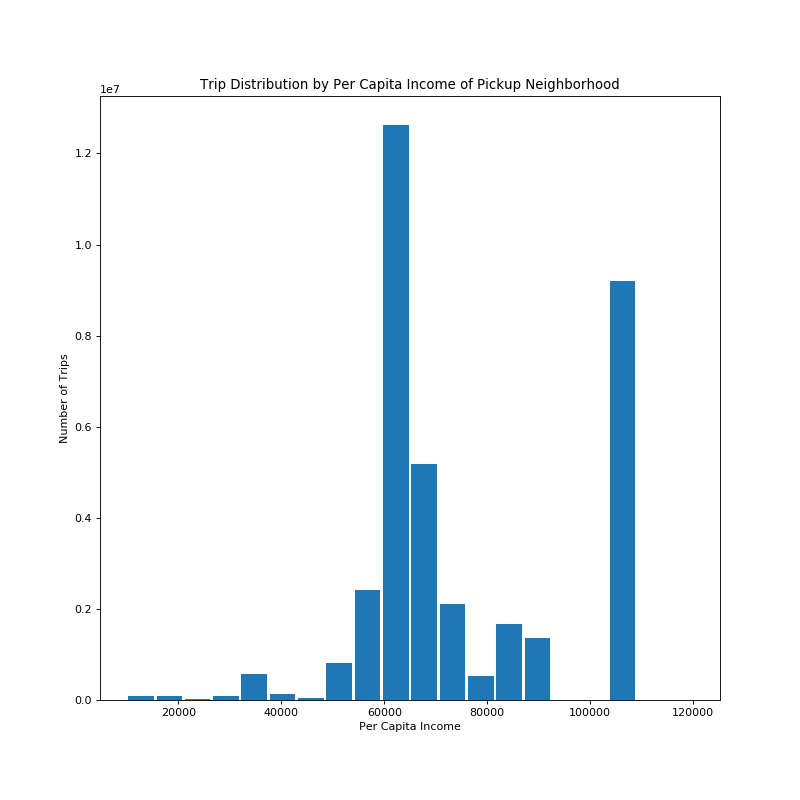 Trip Distribution by Per Capita Income of Pickup Neighborhood
1e7
1.2
1.0
0.8
0.6
0.4
0.2
0.0
Number of Trips
20000 40000 60000 80000 100000 120000
Per Capita Income